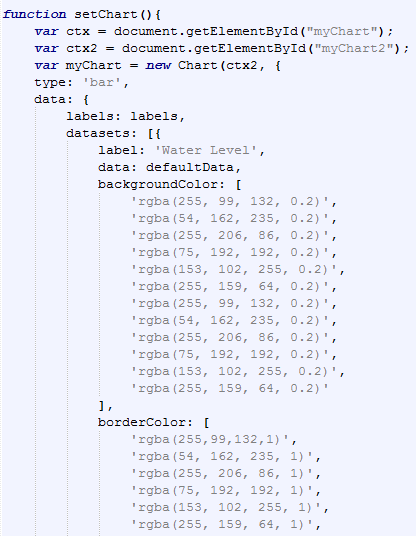 function setChart(){
var ctx = document.getElementById("myChart");
var ctx2 = document.getElementById("myChart2");
var myChart = new Chart(ctx2, {
type: 'bar',
data: {
labels: labels,
datasets: [{
label: 'Water Level',
data: defaultData,
backgroundColor: [
'rgba(255, 99, 132, 0.2)',
'rgba(54, 162, 235, 0.2)',
'rgba(255, 206, 86, 0.2)',
'rgba(75, 192, 192, 0.2)',
'rgba(153, 102, 255, 0.2)',
'rgba(255, 159, 64, 0.2)',
'rgba(255, 99, 132, 0.2)',
'rgba(54, 162, 235, 0.2)',
'rgba(255, 206, 86, 0.2)',
'rgba(75, 192, 192, 0.2)',
'rgba(153, 102, 255, 0.2)',
'rgba(255, 159, 64, 0.2)'
],
borderColor: [
'rgba(255,99,132,1)',
'rgba(54, 162, 235, 1)',
'rgba(255, 206, 86, 1)',
'rgba(75, 192, 192, 1)',
'rgba(153, 102, 255, 1)',
'rgba(255, 159, 64, 1)',